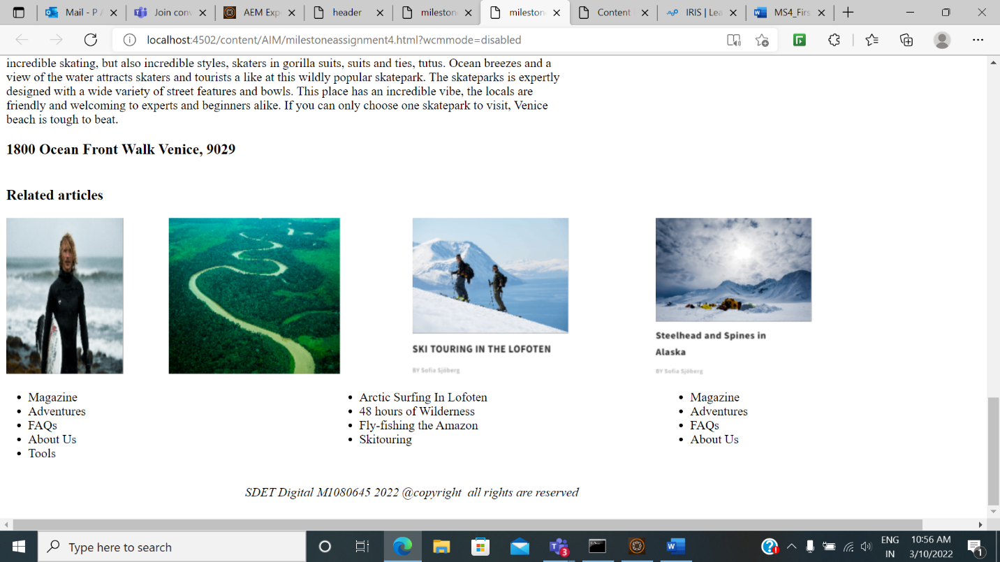 Mail - P A
Join conv
AEM Exp
header
mileston
mileston
Content
IRIS | Lea
MS4_Firs
localhost:4502/content/AIM/milestoneassignment4.html?wcmmode=disabled
incredible skating, but also incredible styles, skaters in gorilla suits, suits and ties, tutus. Ocean breezes and a
view of the water attracts skaters and tourists a like at this wildly popular skatepark. The skateparks is expertly
designed with a wide variety of street features and bowls. This place has an incredible vibe, the locals are
friendly and welcoming to experts and beginners alike. If you can only choose one skatepark to visit, Venice
beach is tough to beat.
1800 Ocean Front Walk Venice, 9029
Related articles
SKI TOURING IN THE LOFOTEN
BY Sofia Sjöberg
Steelhead and Spines in
Alaska
BY Sofia Sjöberg
• Magazine
• Adventures
• FAQs
• About Us
• Tools
• Arctic Surfing In Lofoten
• 48 hours of Wilderness
• Fly-fishing the Amazon
• Skitouring
• Magazine
• Adventures
• FAQs
• About Us
SDET Digital M1080645 2022 @copyright  all rights are reserved
Type here to search
3
ENG
IN
10:56 AM
3/10/2022
1